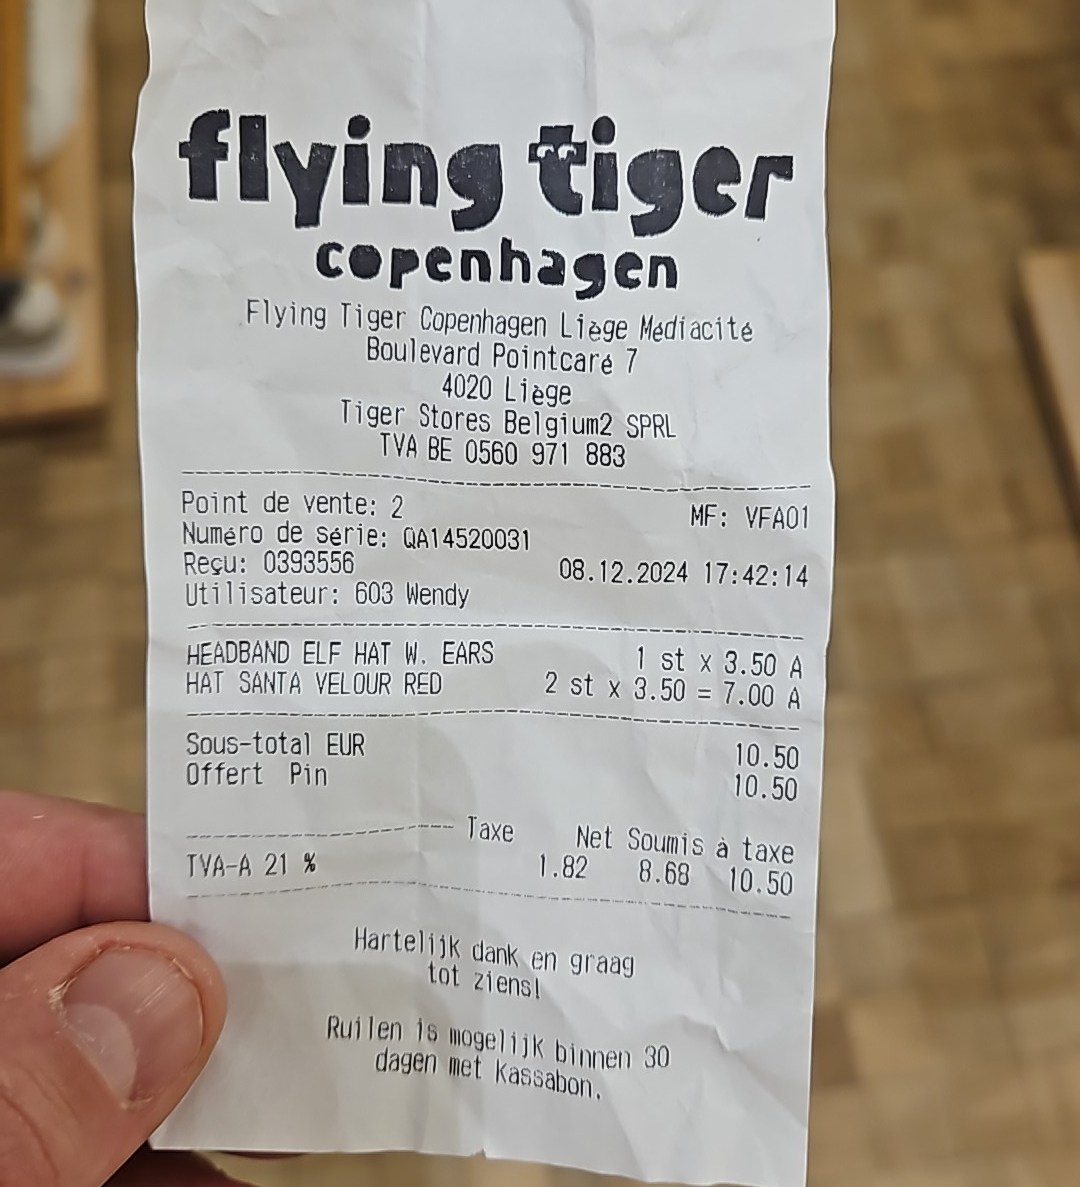 flying tiger
copenhagen
Flying Tiger Copenhagen Liège Médiacité
Boulevard Pointcaré 7
4020 Liège
Tiger Stores Belgium2 SPRL
TVA BE 0560 971 883
Point de vente: 2 MF: VFA01
Numéro de série: QA14520031
Reçu: 0393556 08.12.2024 17:42:14
Utilisateur: 603 Wendy
HEADBAND ELF HAT W. EARS 1 st x 3.50 A
HAT SANTA VELOUR RED 2 st x 3.50 = 7.00 A
Sous-total EUR 10.50
Offert Pin 10.50
Taxe Net Soumis à taxe
TVA-A 21 % 1.82 8.68 10.50
Hartelijk dank en graag
tot ziens!
Ruilen is mogelijk binnen 30
dagen met kassabon.